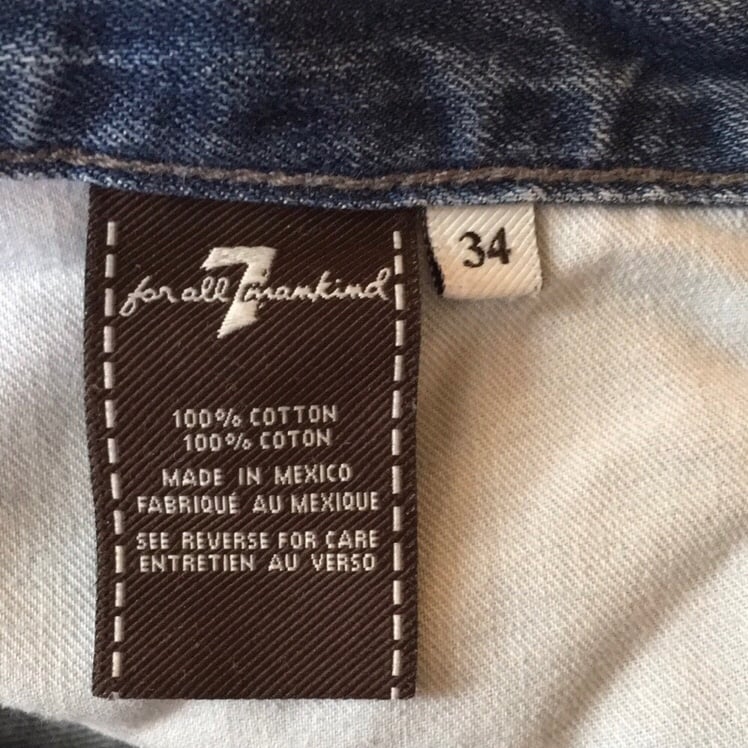 for all 7 mankind
34
100% COTTON
100% COTON
MADE IN MEXICO
FABRIQUÉ AU MEXIQUE
SEE REVERSE FOR CARE
ENTRETIEN AU VERSO